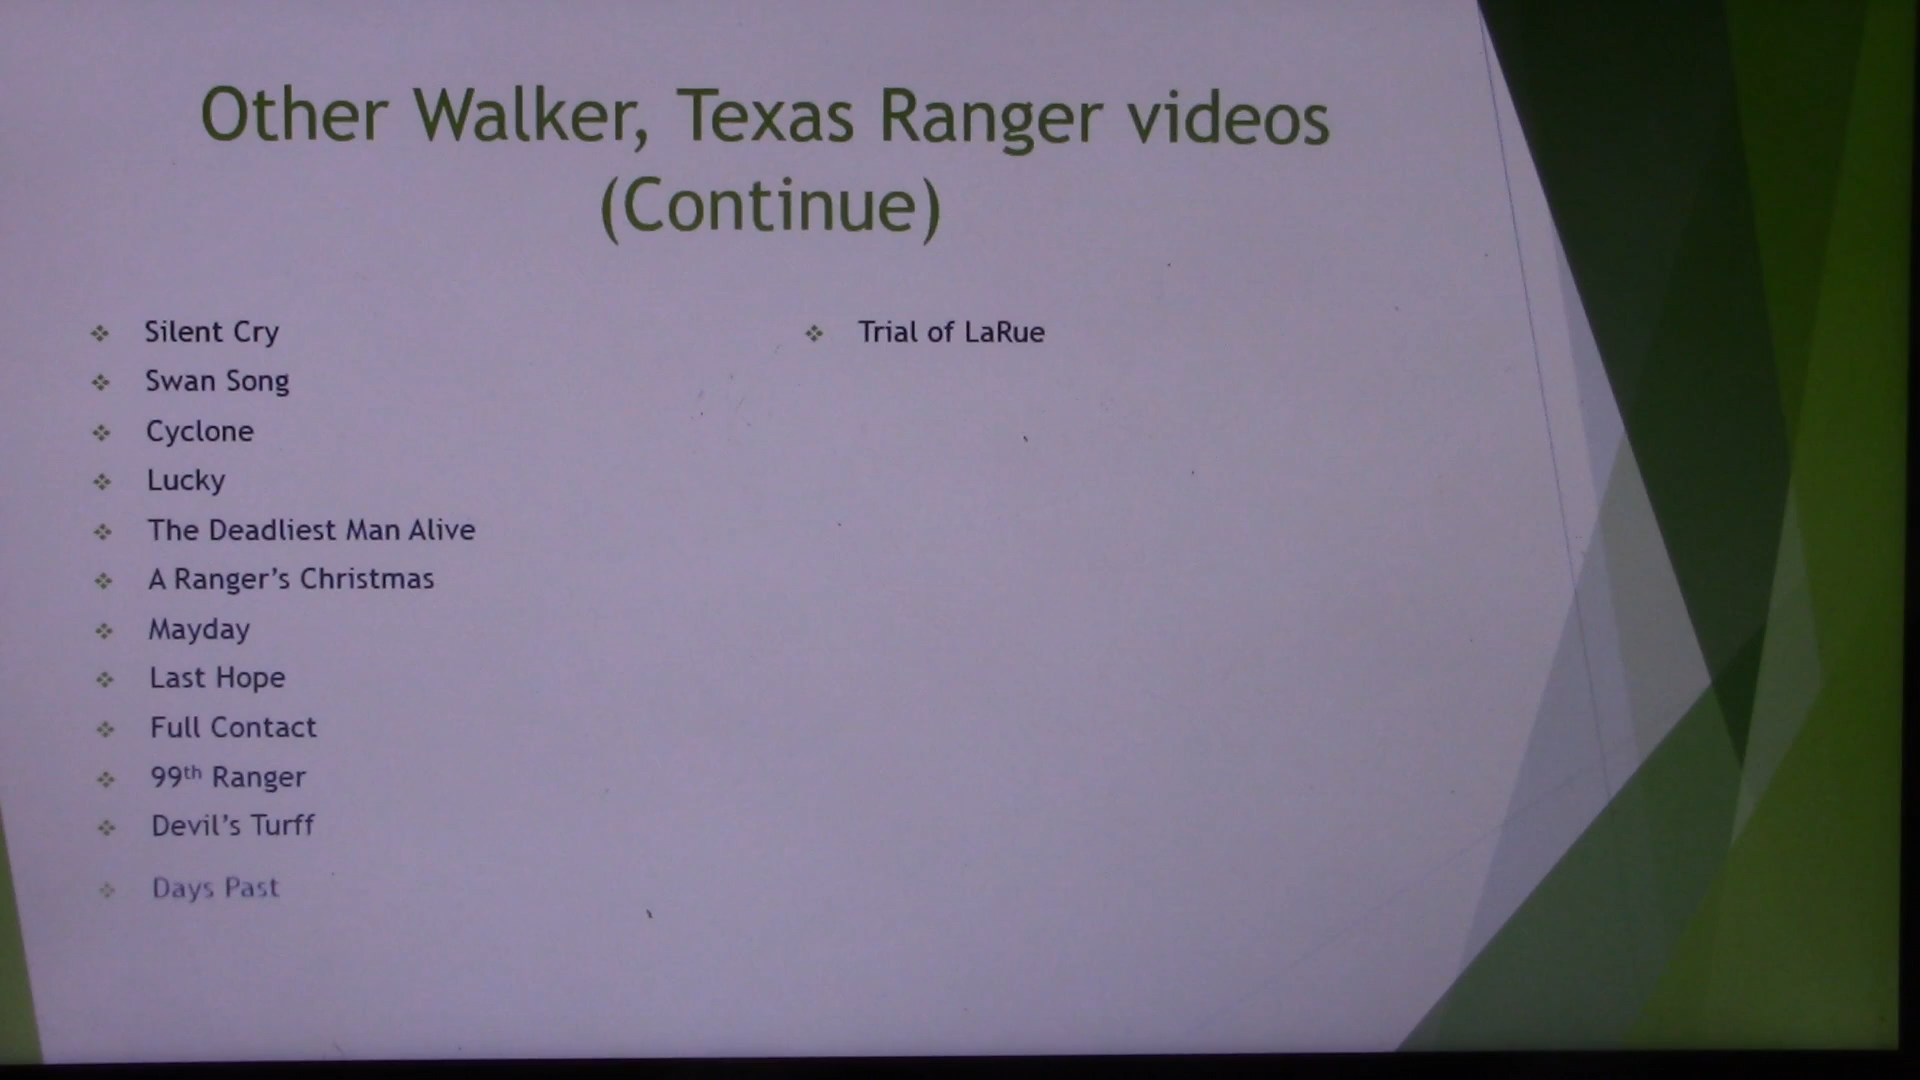 Other Walker, Texas Ranger videos
(Continue)
Silent Cry
Swan Song
Cyclone
Lucky
The Deadliest Man Alive
A Ranger's Christmas
Mayday
Last Hope
Full Contact
99th Ranger
Devil's Turff
Days Past
Trial of LaRue